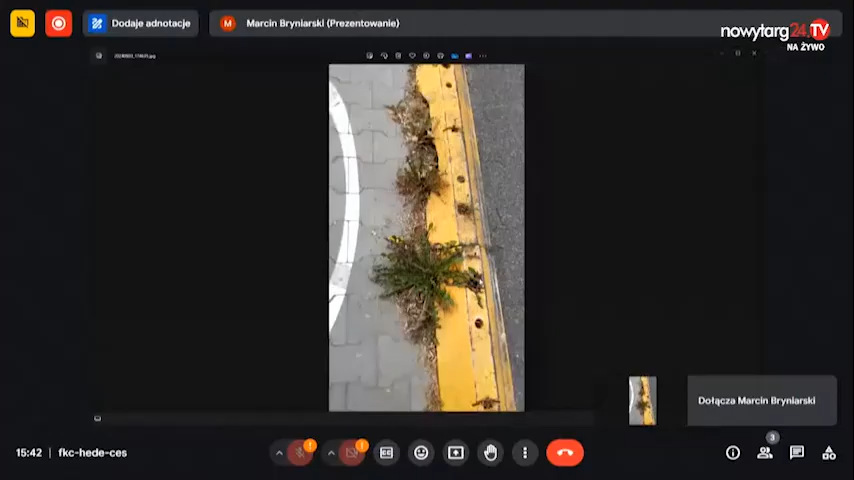 Dodaje adnotacje
M
Marcin Bryniarski (Prezentowanie)
nowytarg24.TV
NA ŻYWO
Dołącza Marcin Bryniarski
3
15:42 | fkc-hede-ces